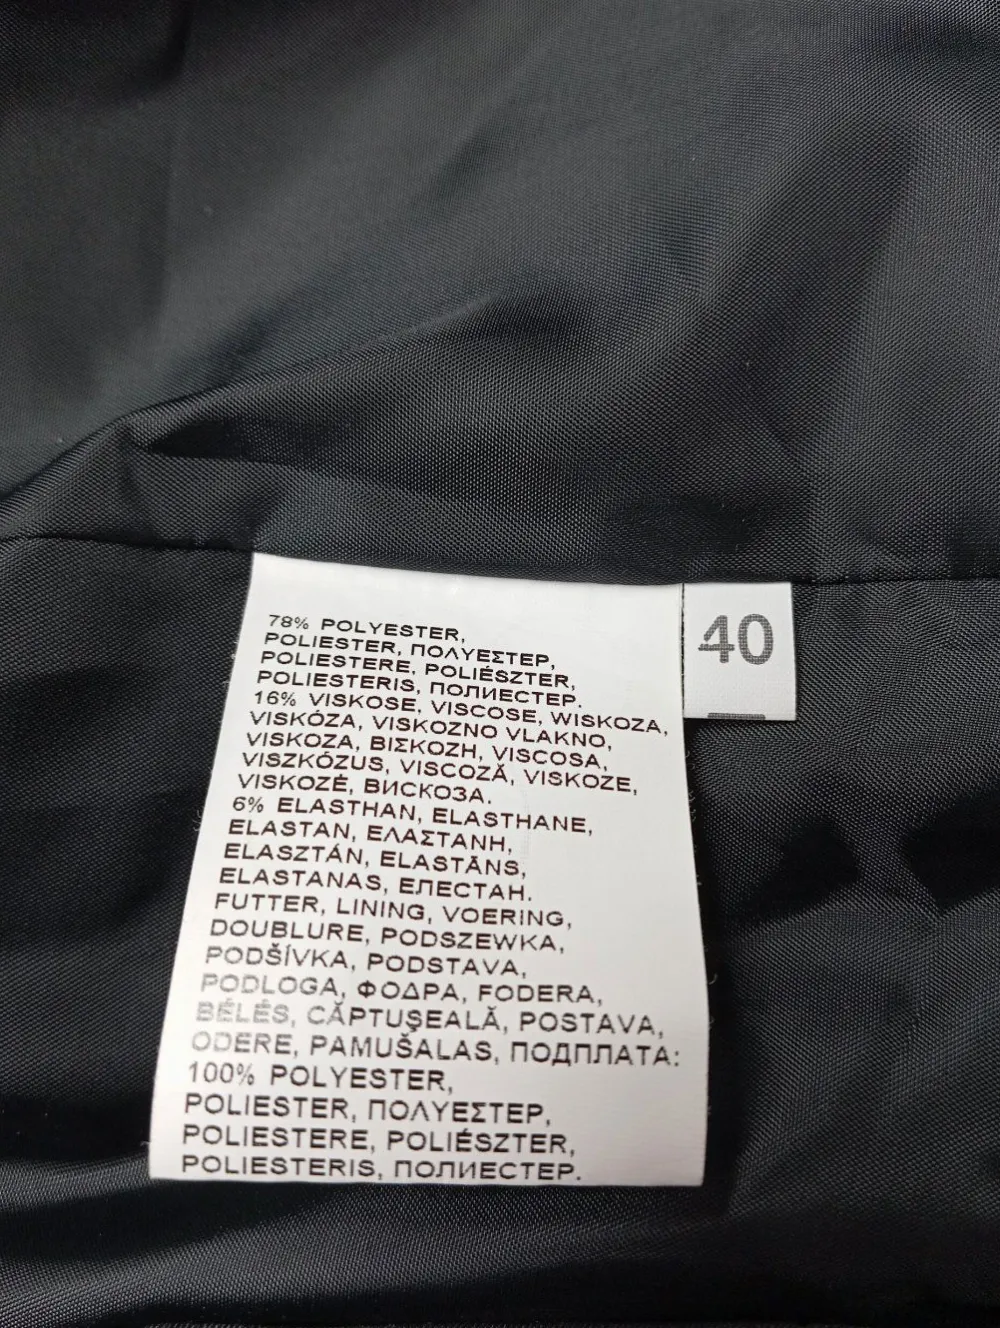 78% POLYESTER,
POLIESTER, ΠΟΛΥΕΣΤΕΡ,
POLIESTERE, POLIÉSZTER,
POLIESTERIS, ПОЛИЕСТЕР.
16% VISKOSE, VISCOSE, WISKOZA,
VISKÓZA, VISKOZNO VLAKNO,
VISKOZA, ΒΙΣΚΟΖΗ, VISCOSA,
VISZKÓZUS, VISCOZĂ, VISKOZE,
VISKOZĖ, ВИСКОЗА.
6% ELASTHAN, ELASTHANE,
ELASTAN, ΕΛΑΣΤΑΝΗ,
ELASZTÁN, ELASTĀNS,
ELASTANAS, ЕЛЕСТАН.
FUTTER, LINING, VOERING,
DOUBLURE, PODSZEWKA,
PODŠÍVKA, PODSTAVA,
PODLOGA, ΦΟΔΡΑ, FODERA,
BÉLÉS, CĂPTUŞEALĂ, POSTAVA,
ODERE, PAMUŠALAS, ПОДПЛАТА:
100% POLYESTER,
POLIESTER, ΠΟΛΥΕΣΤΕΡ,
POLIESTERE, POLIÉSZTER,
POLIESTERIS, ПОЛИЕСТЕР.
40